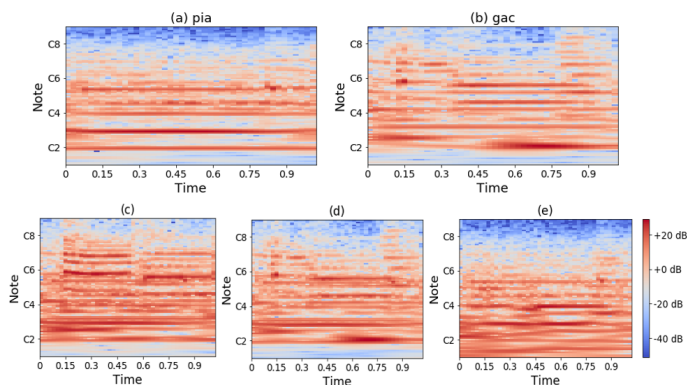 (a) pia
(b) gac
C8
C6
C4
C2
Note
0
0.15
0.3
0.45
0.6
0.75
0.9
Time
C8
C6
C4
C2
Note
0
0.15
0.3
0.45
0.6
0.75
0.9
Time
(c)
(d)
(e)
C8
C6
C4
C2
Note
0
0.15
0.3
0.45
0.6
0.75
0.9
Time
C8
C6
C4
C2
Note
0
0.15
0.3
0.45
0.6
0.75
0.9
Time
C8
C6
C4
C2
Note
0
0.15
0.3
0.45
0.6
0.75
0.9
Time
+20 dB
+0 dB
-20 dB
-40 dB